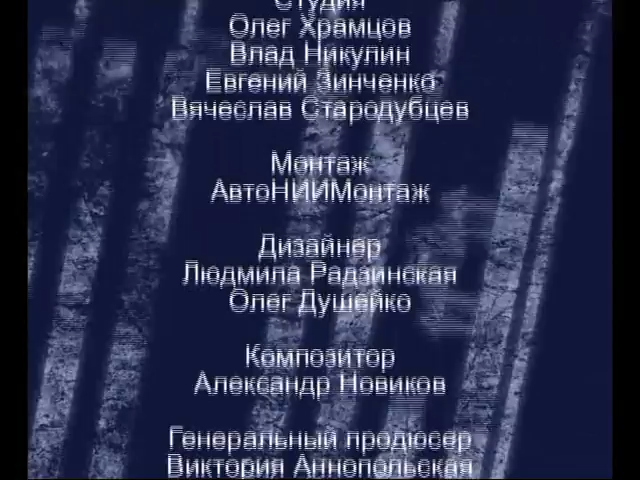 Студия
Олег Храмцов
Влад Никулин
Евгений Зинченко
Вячеслав Стародубцев
Монтаж
АвтоНИИМонтаж
Дизайнер
Людмила Радзинская
Олег Душейко
Композитор
Александр Новиков
Генеральный продюсер
Виктория Аннопольская